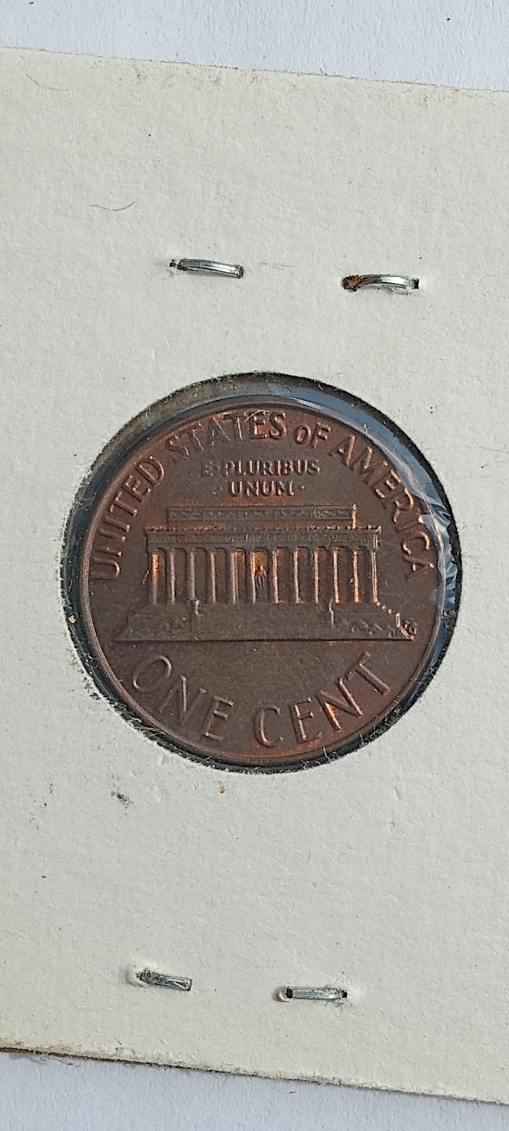 UNITED STATES OF AMERICA
E·PLURIBUS
·UNUM·
ONE CENT